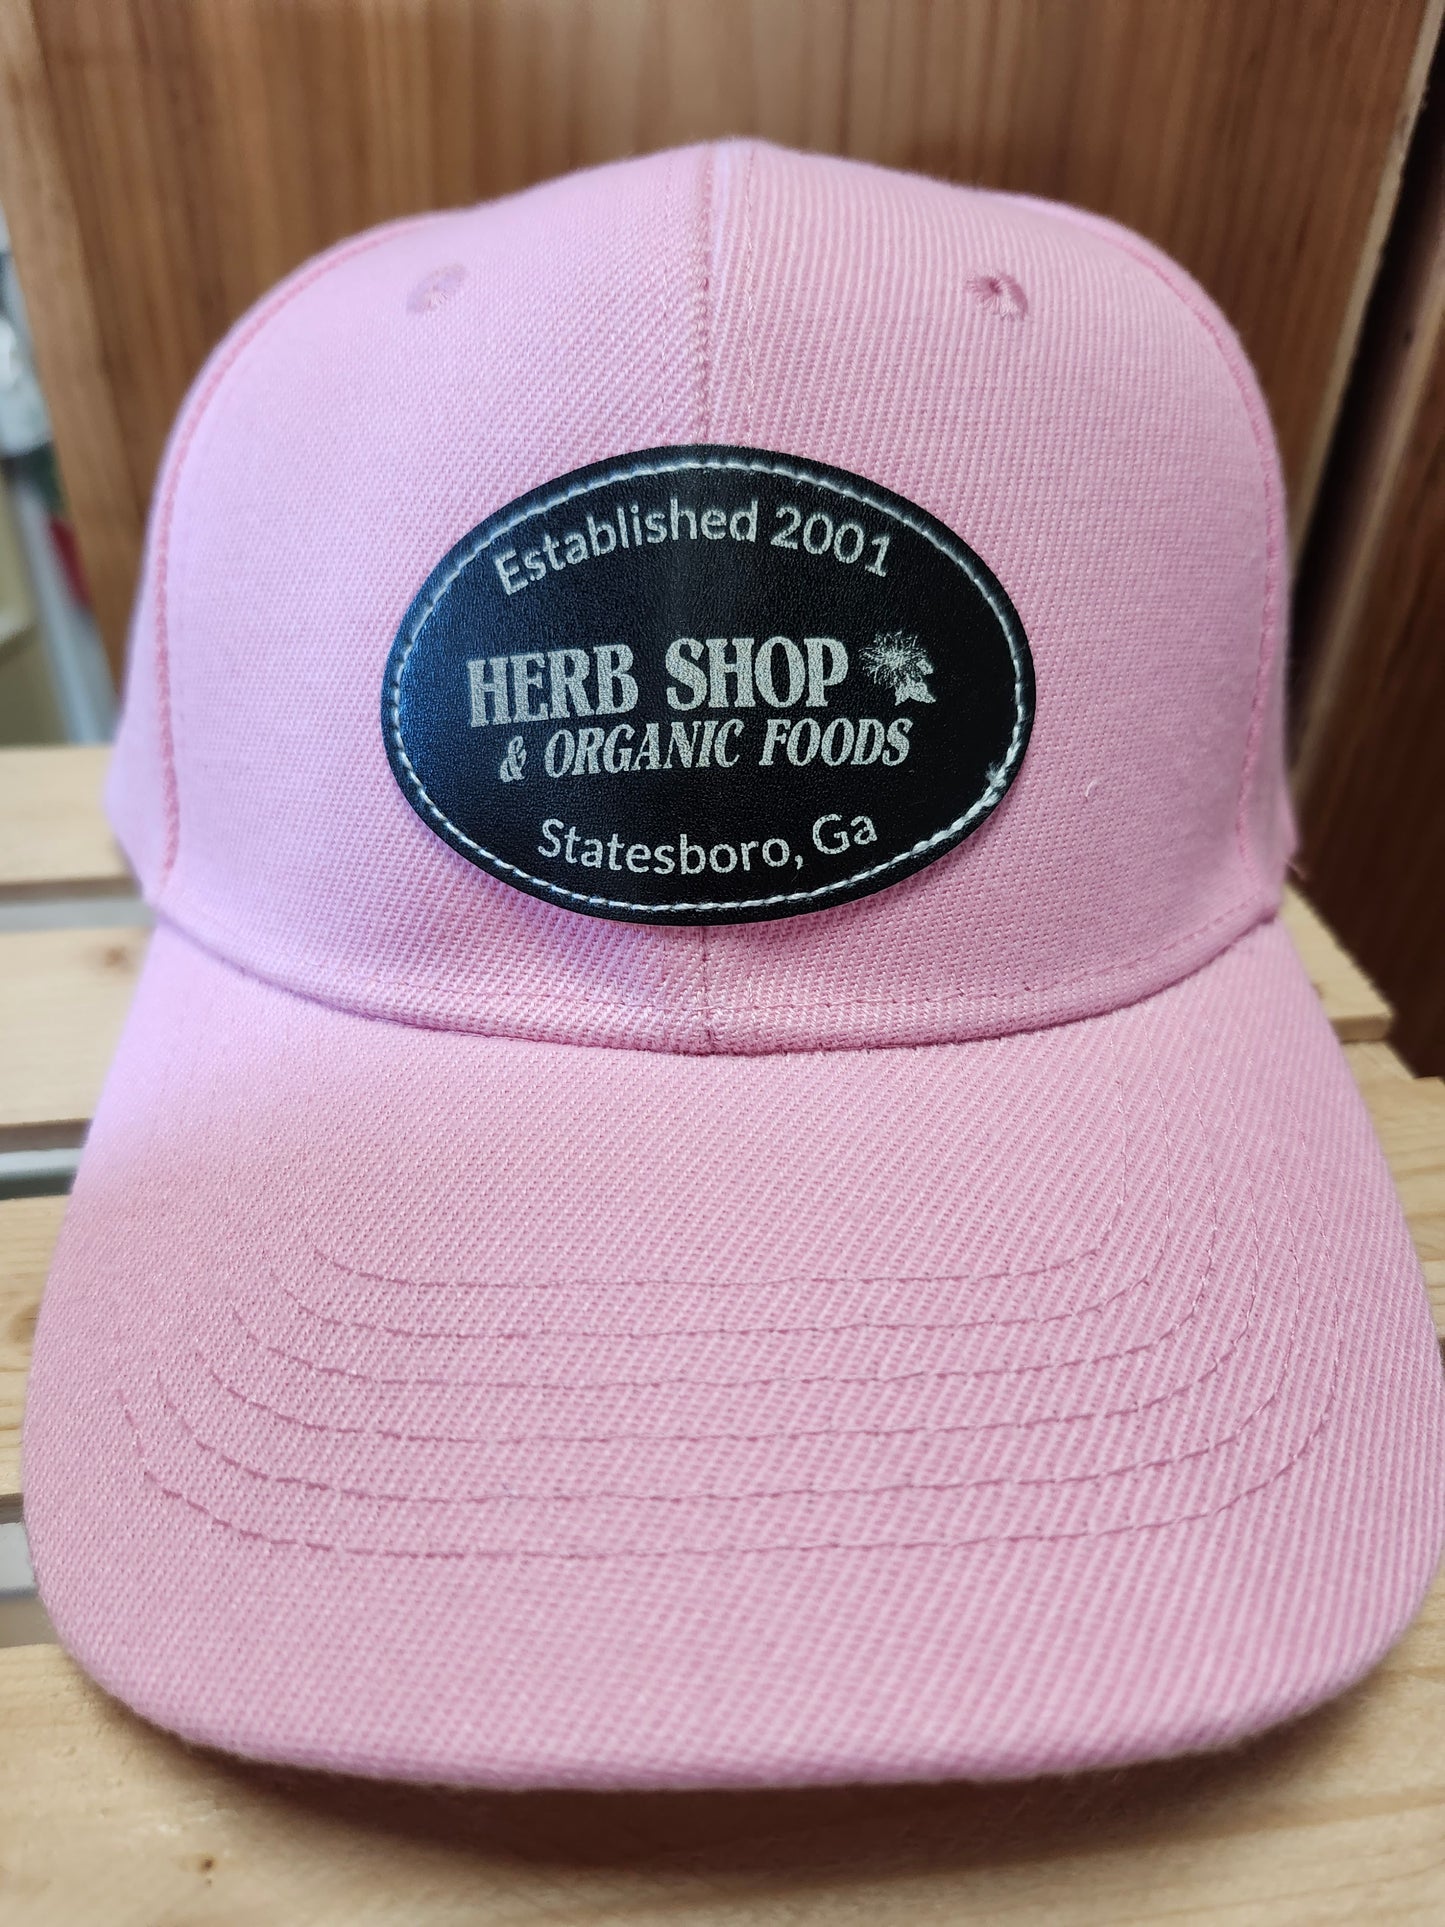 Established 2001
HERB SHOP
& ORGANIC FOODS
Statesboro, Ga